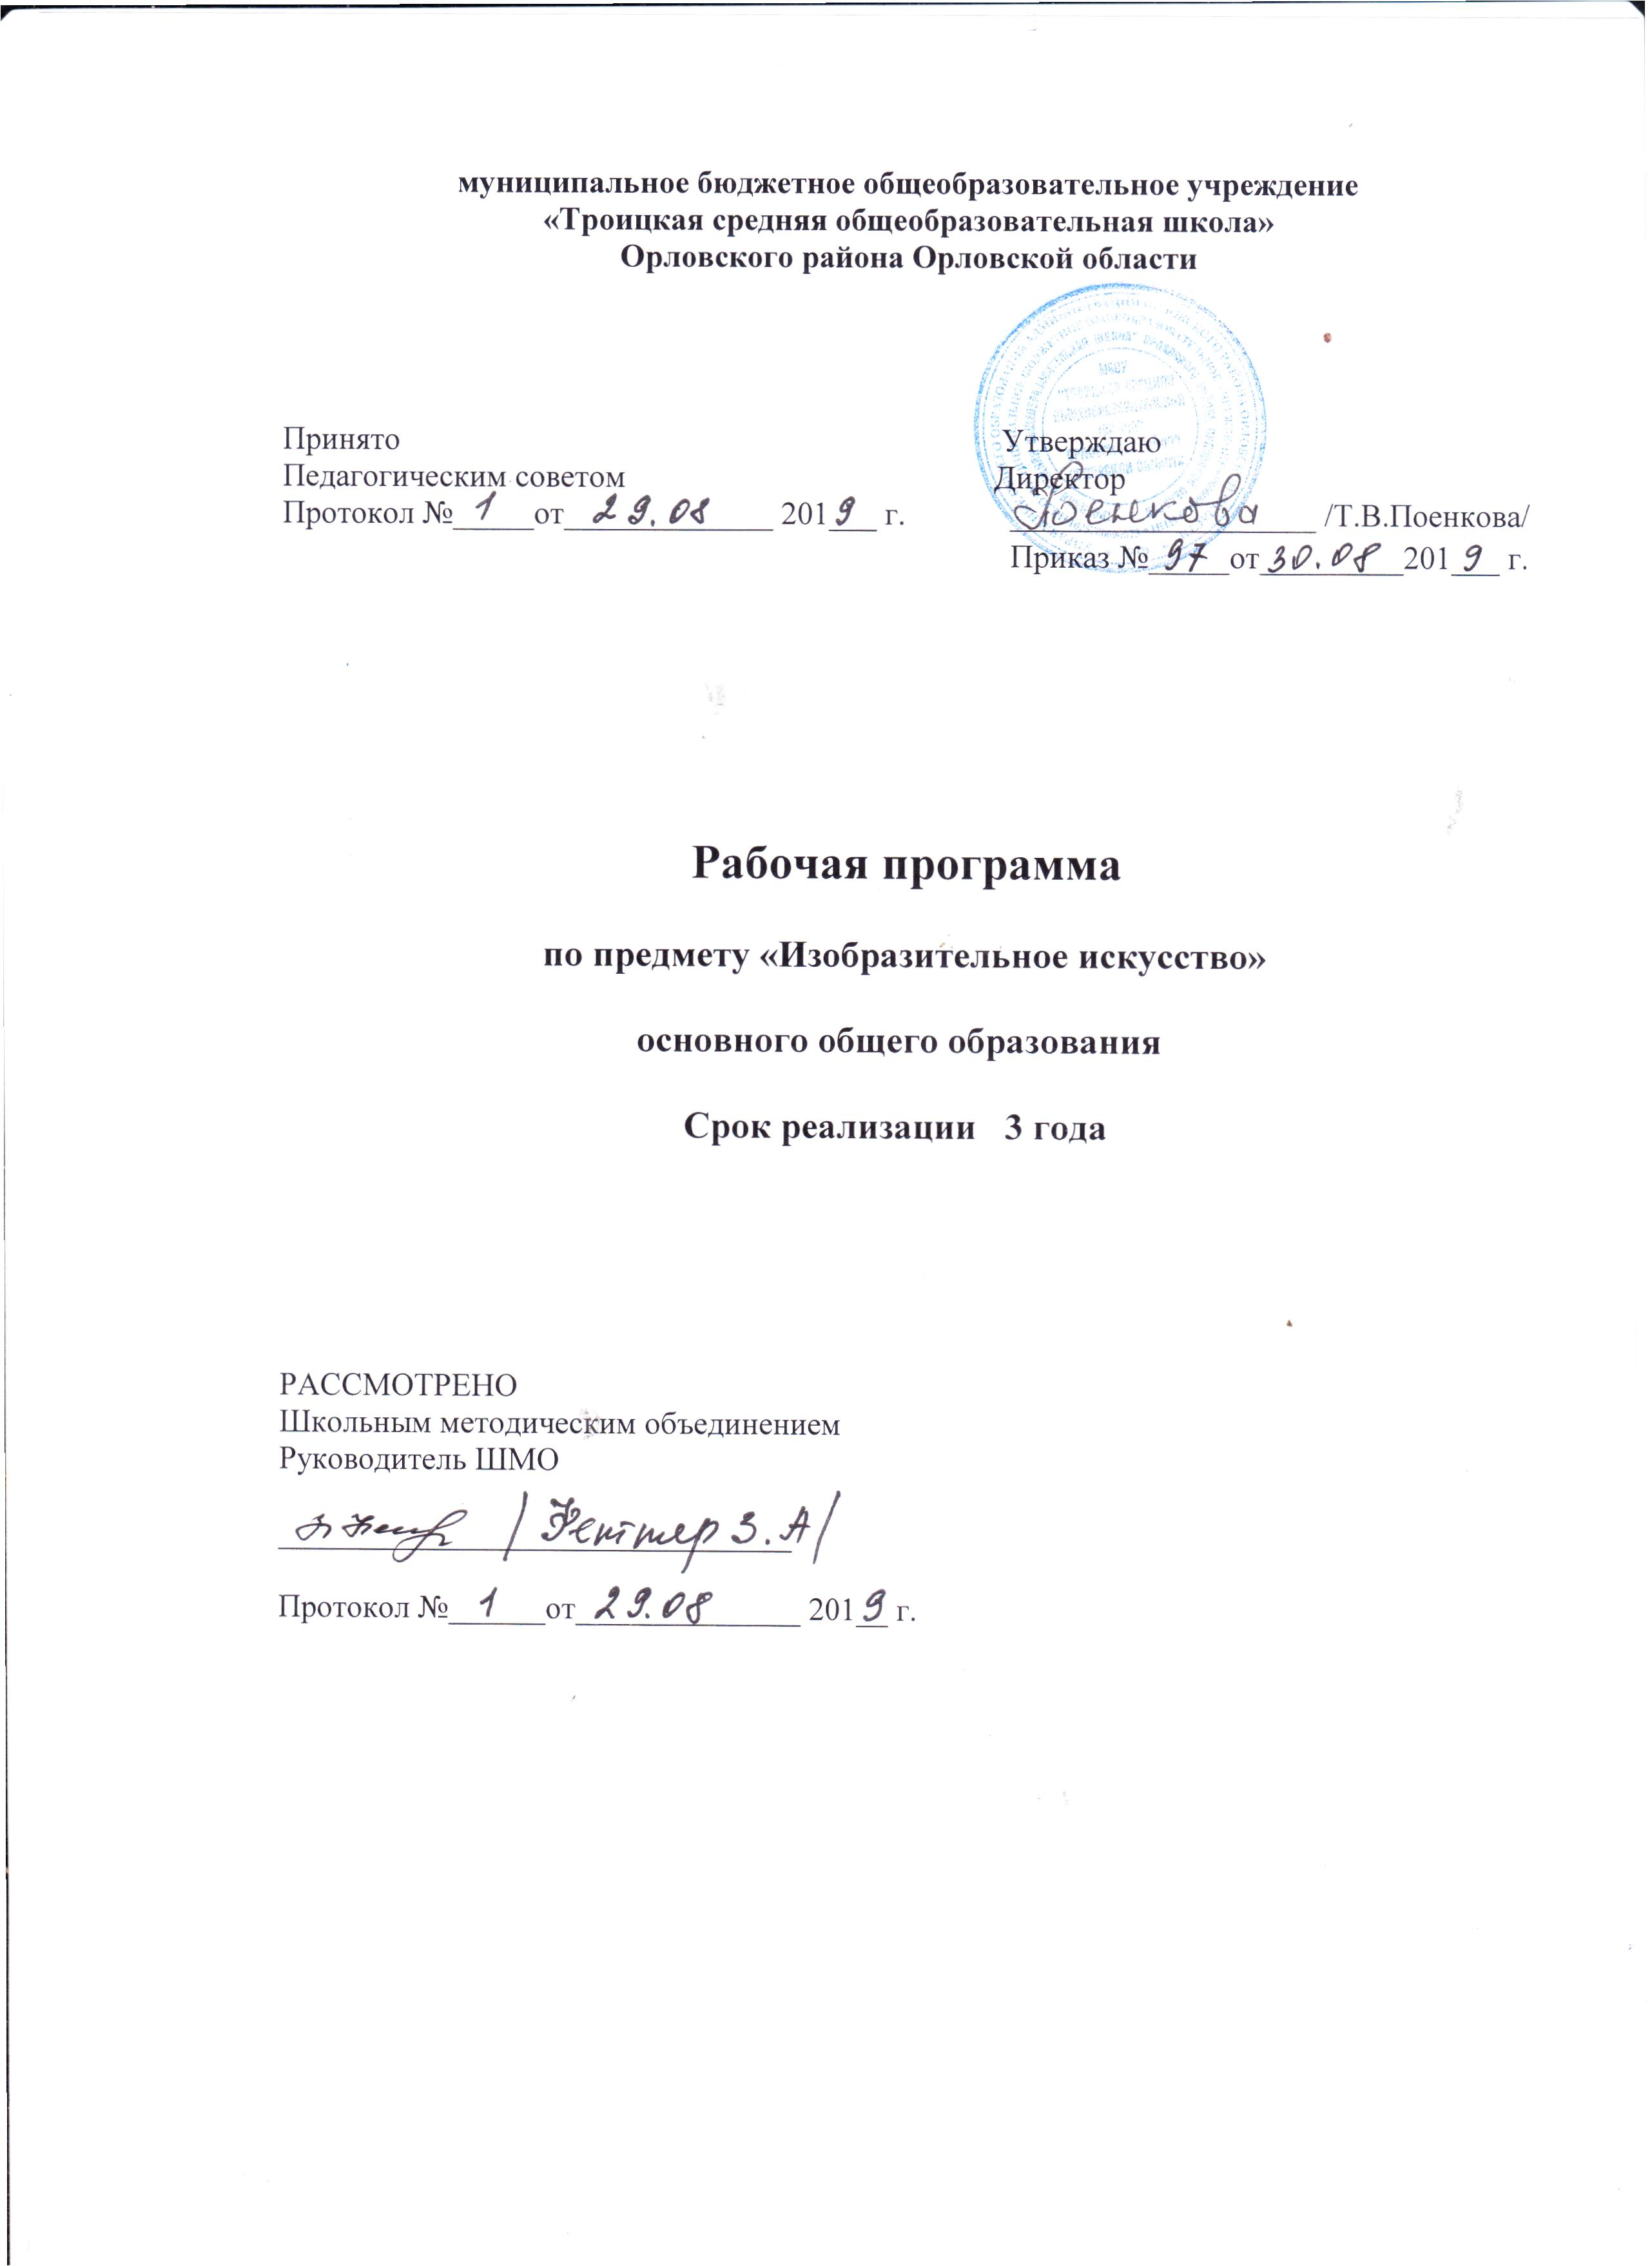 муниципальное бюджетное общеобразовательное учреждение
«Троицкая средняя общеобразовательная школа»
Орловского района Орловской области
Принято
Педагогическим советом
Протокол № 1 от 29.08 2019 г.
Утверждаю
Директор
Поенкова /Т.В.Поенкова/
Приказ № 97 от 30.08 2019 г.
Рабочая программа
по предмету «Изобразительное искусство»
основного общего образования
Срок реализации 3 года
РАССМОТРЕНО
Школьным методическим объединением
Руководитель ШМО
З.А/
Протокол № 1 от 29.08 2019 г.